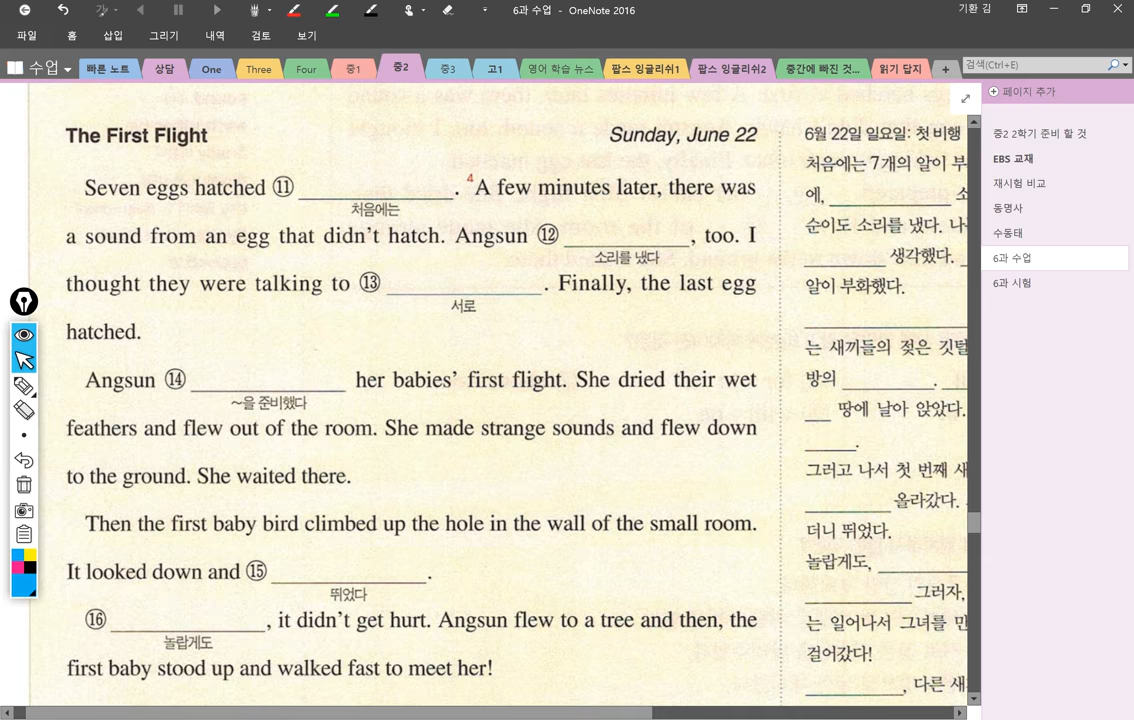 6과 수업 - OneNote 2016
기환 김
파일 홈 삽입 그리기 내역 검토 보기
수업 빠른 노트 상담 One Three Four 중1 중2 중3 고1 영어 학습 뉴스 팝스 잉글리쉬1 팝스 잉글리쉬2 중간에 빠진 것... 읽기 답지 +
검색(Ctrl+E)
페이지 추가
중2 2학기 준비 할 것
EBS 교재
재시험 비교
동명사
수동태
6과 수업
6과 시험
The First Flight Sunday, June 22
Seven eggs hatched ⑪ ____. 4 A few minutes later, there was
처음에는
a sound from an egg that didn't hatch. Angsun ⑫ ____, too. I
소리를 냈다
thought they were talking to ⑬ ____. Finally, the last egg
서로
hatched.
Angsun ⑭ ____ her babies' first flight. She dried their wet
~을 준비했다
feathers and flew out of the room. She made strange sounds and flew down
to the ground. She waited there.
Then the first baby bird climbed up the hole in the wall of the small room.
It looked down and ⑮ ____.
뛰었다
⑯ ____, it didn't get hurt. Angsun flew to a tree and then, the
놀랍게도
first baby stood up and walked fast to meet her!
6월 22일 일요일: 첫 비행
처음에는 7개의 알이 부
에, ____ 소
순이도 소리를 냈다. 나
____ 생각했다.
알이 부화했다.
는 새끼들의 젖은 깃털
방의 ____.
땅에 날아 앉았다.
____.
그러고 나서 첫 번째 새
____ 올라갔다.
더니 뛰었다.
놀랍게도, ____
____ 그러자,
는 일어나서 그녀를 만
걸어갔다!
____, 다른 새